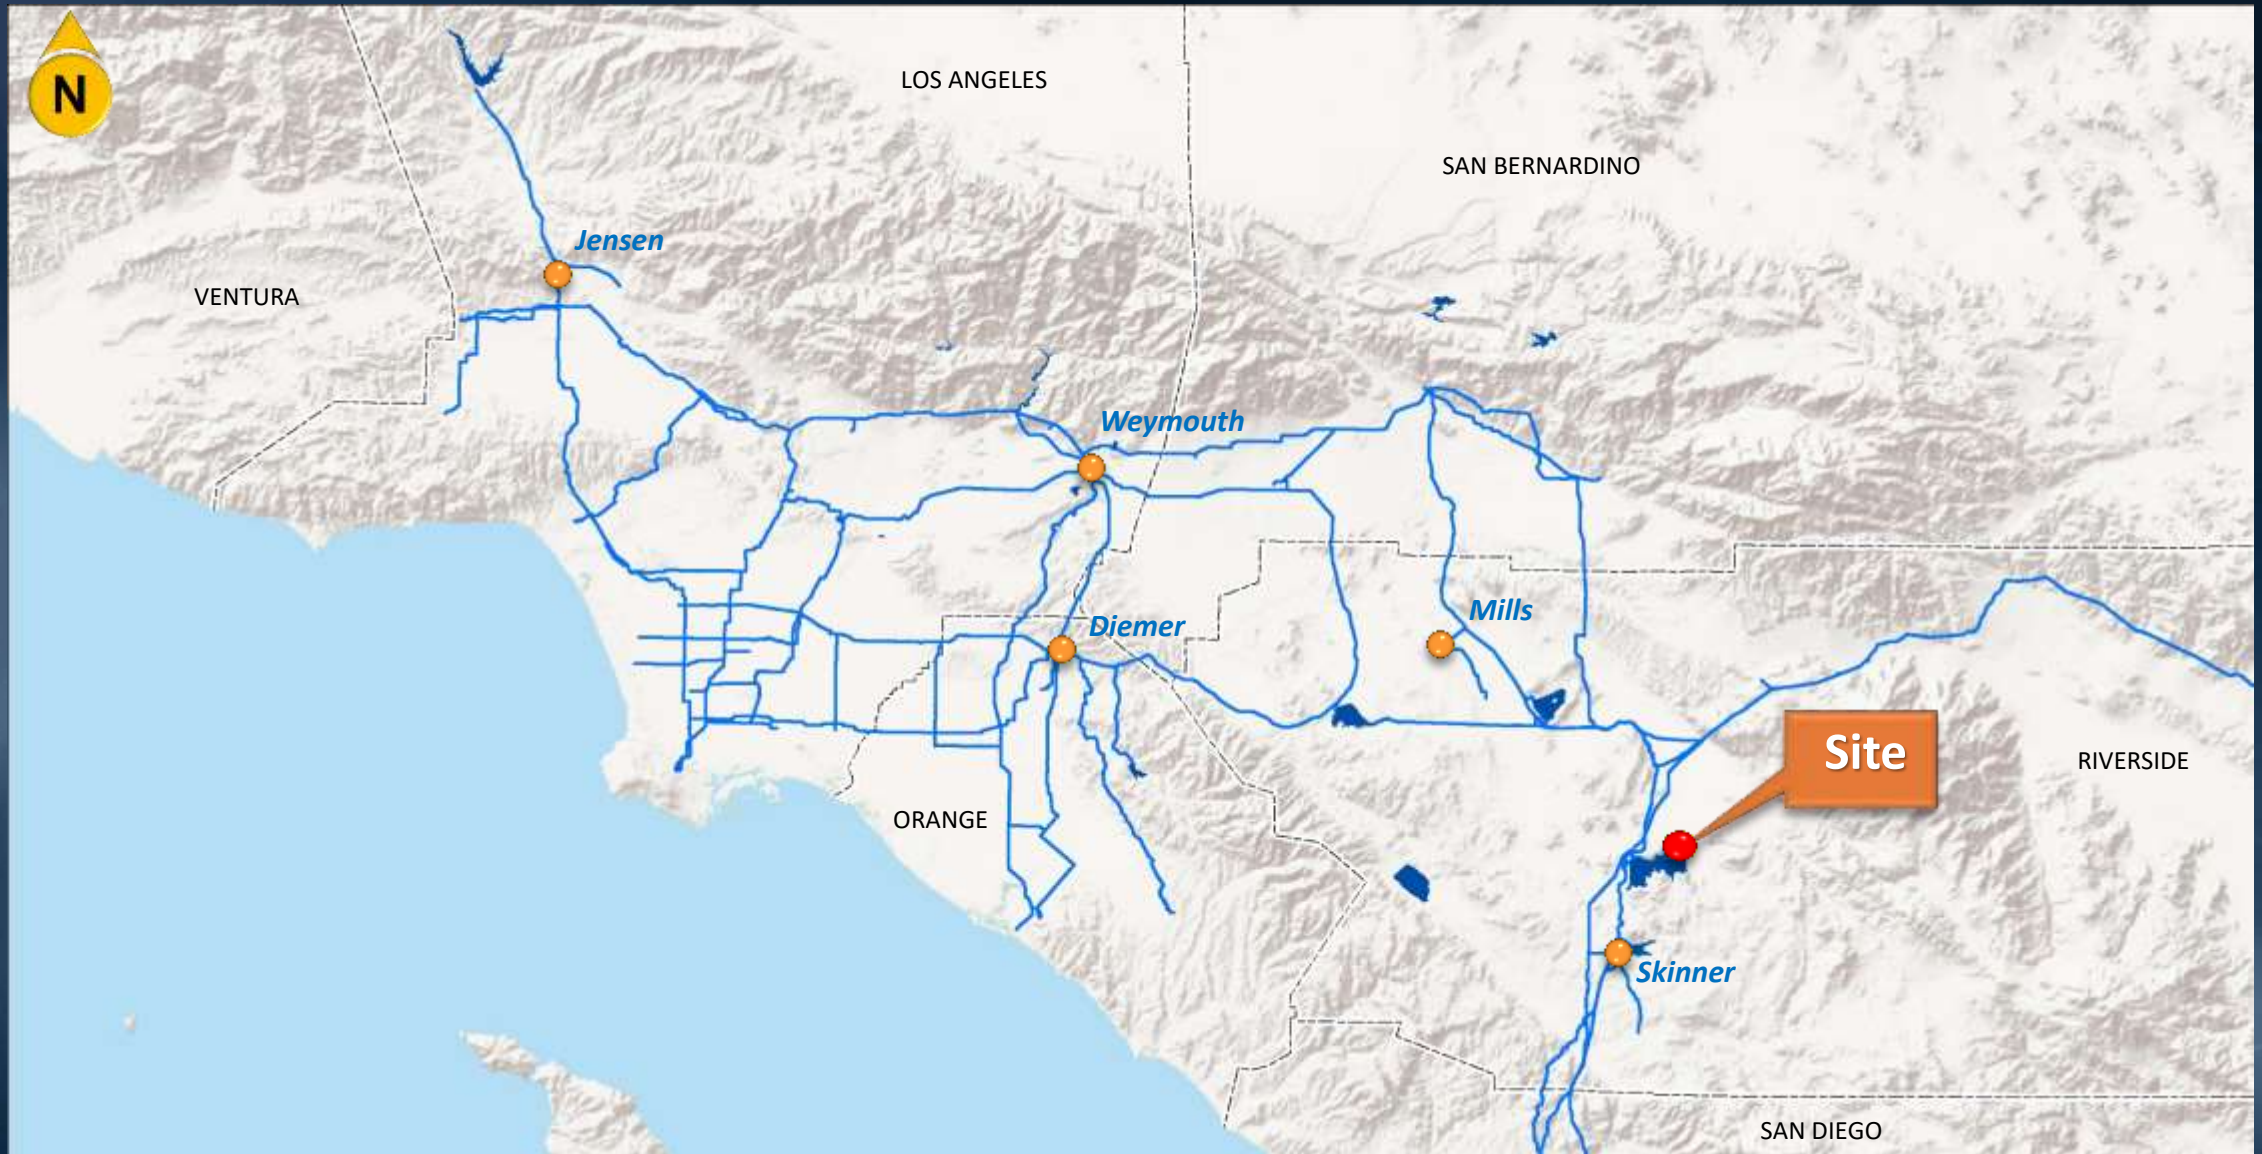 N
LOS ANGELES
SAN BERNARDINO
Jensen
VENTURA
Weymouth
Mills
Diemer
Site
RIVERSIDE
ORANGE
Skinner
SAN DIEGO